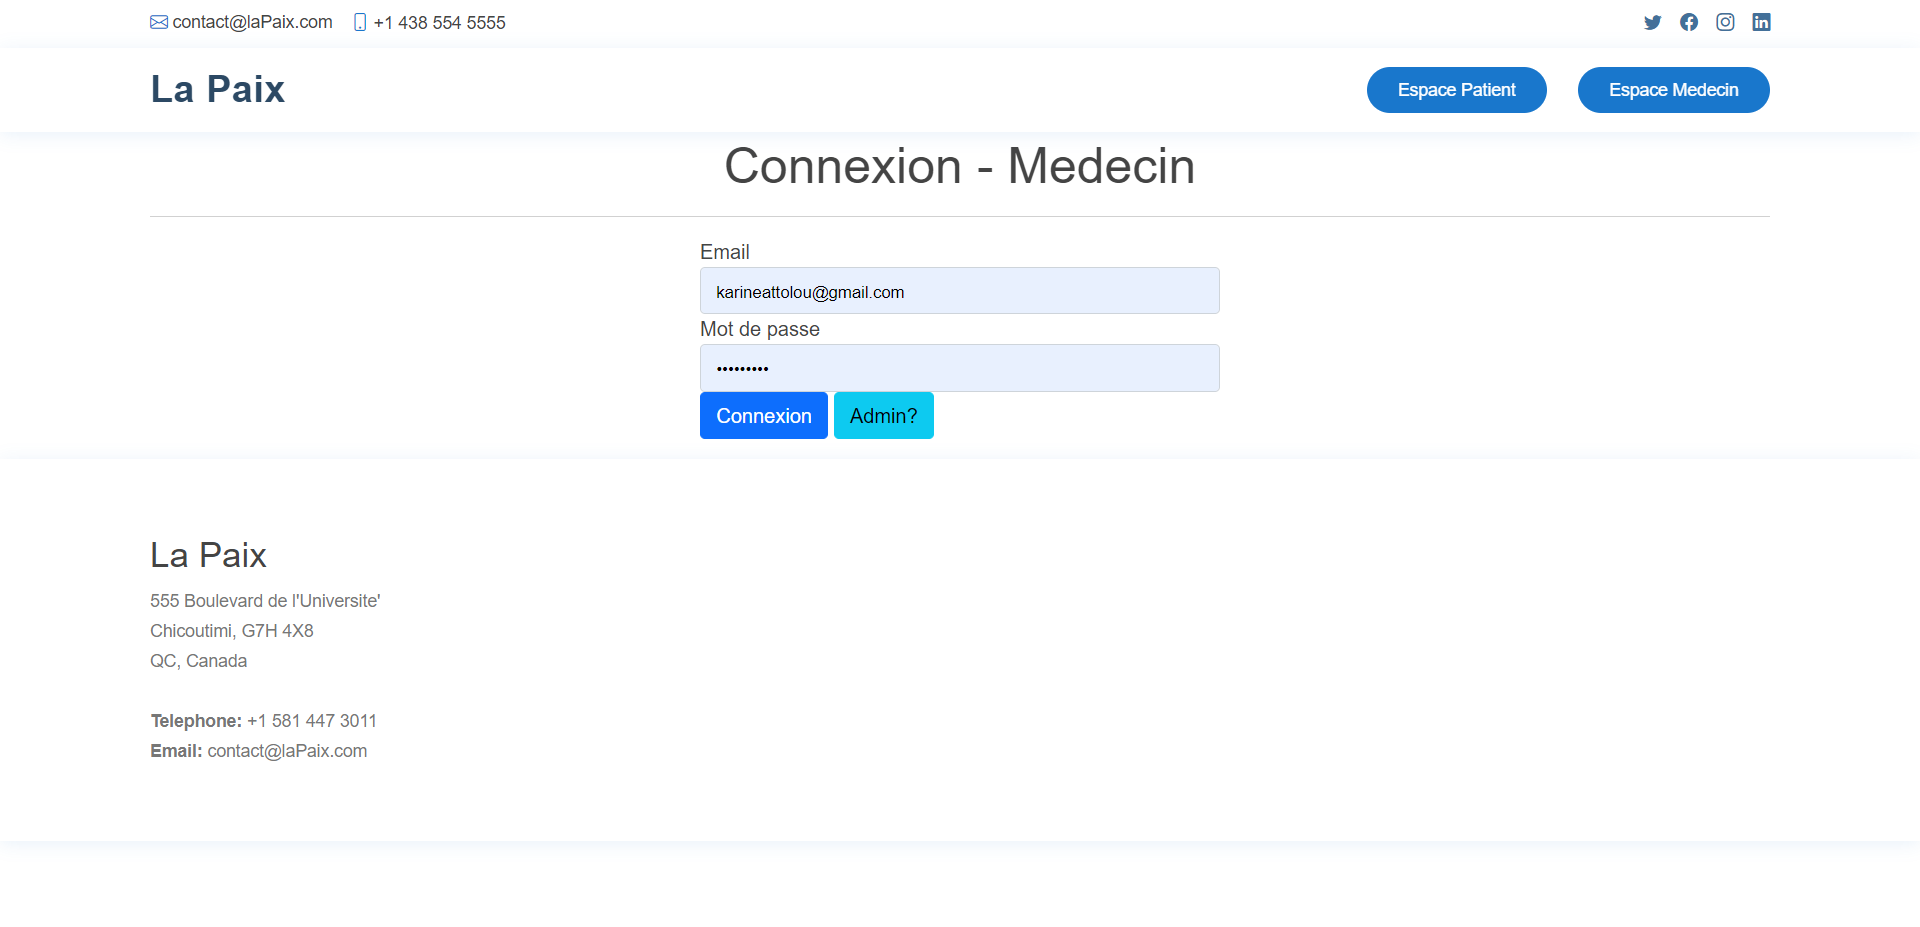 contact@laPaix.com +1 438 554 5555
La Paix
Espace Patient Espace Medecin
Connexion - Medecin
Email
karineattolou@gmail.com
Mot de passe
•••••••••
Connexion Admin?
La Paix
555 Boulevard de l'Universite'
Chicoutimi, G7H 4X8
QC, Canada
Telephone: +1 581 447 3011
Email: contact@laPaix.com